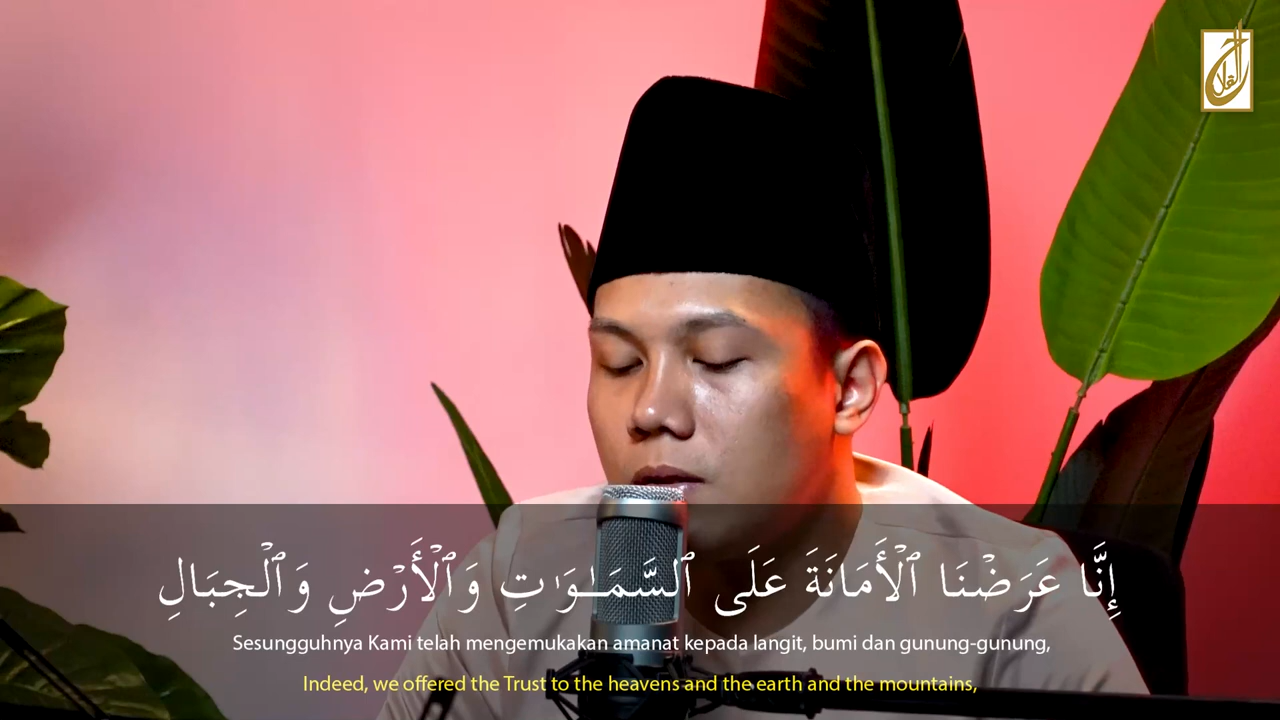 إِنَّا عَرَضْنَا ٱلْأَمَانَةَ عَلَى ٱلسَّمَـٰوَٰتِ وَٱلْأَرْضِ وَٱلْجِبَالِ
Sesungguhnya Kami telah mengemukakan amanat kepada langit, bumi dan gunung-gunung,
Indeed, we offered the Trust to the heavens and the earth and the mountains,